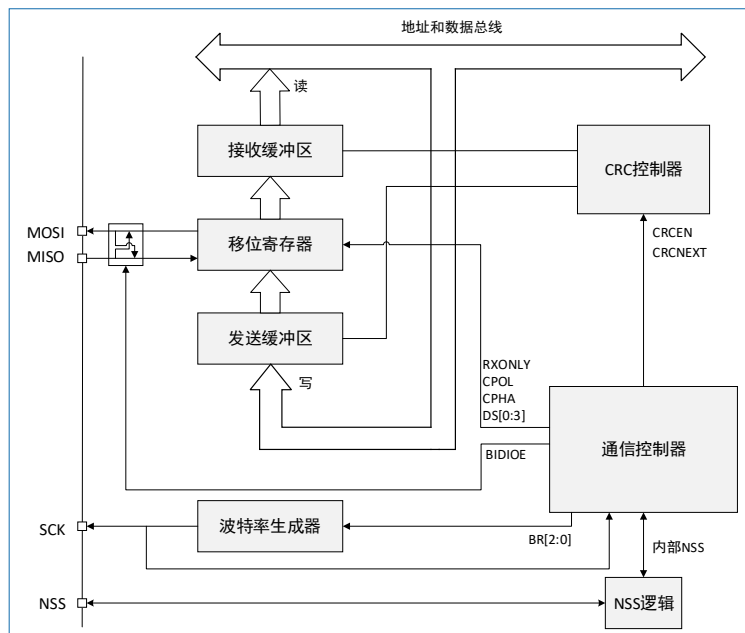 地址和数据总线
读
接收缓冲区
CRC控制器
MOSI
移位寄存器
CRCEN
MISO
CRCNEXT
发送缓冲区
RXONLY
写
CPOL
CPHA
DS[0:3]
通信控制器
BIDIOE
SCK
波特率生成器
BR[2:0]
内部NSS
NSS
NSS逻辑